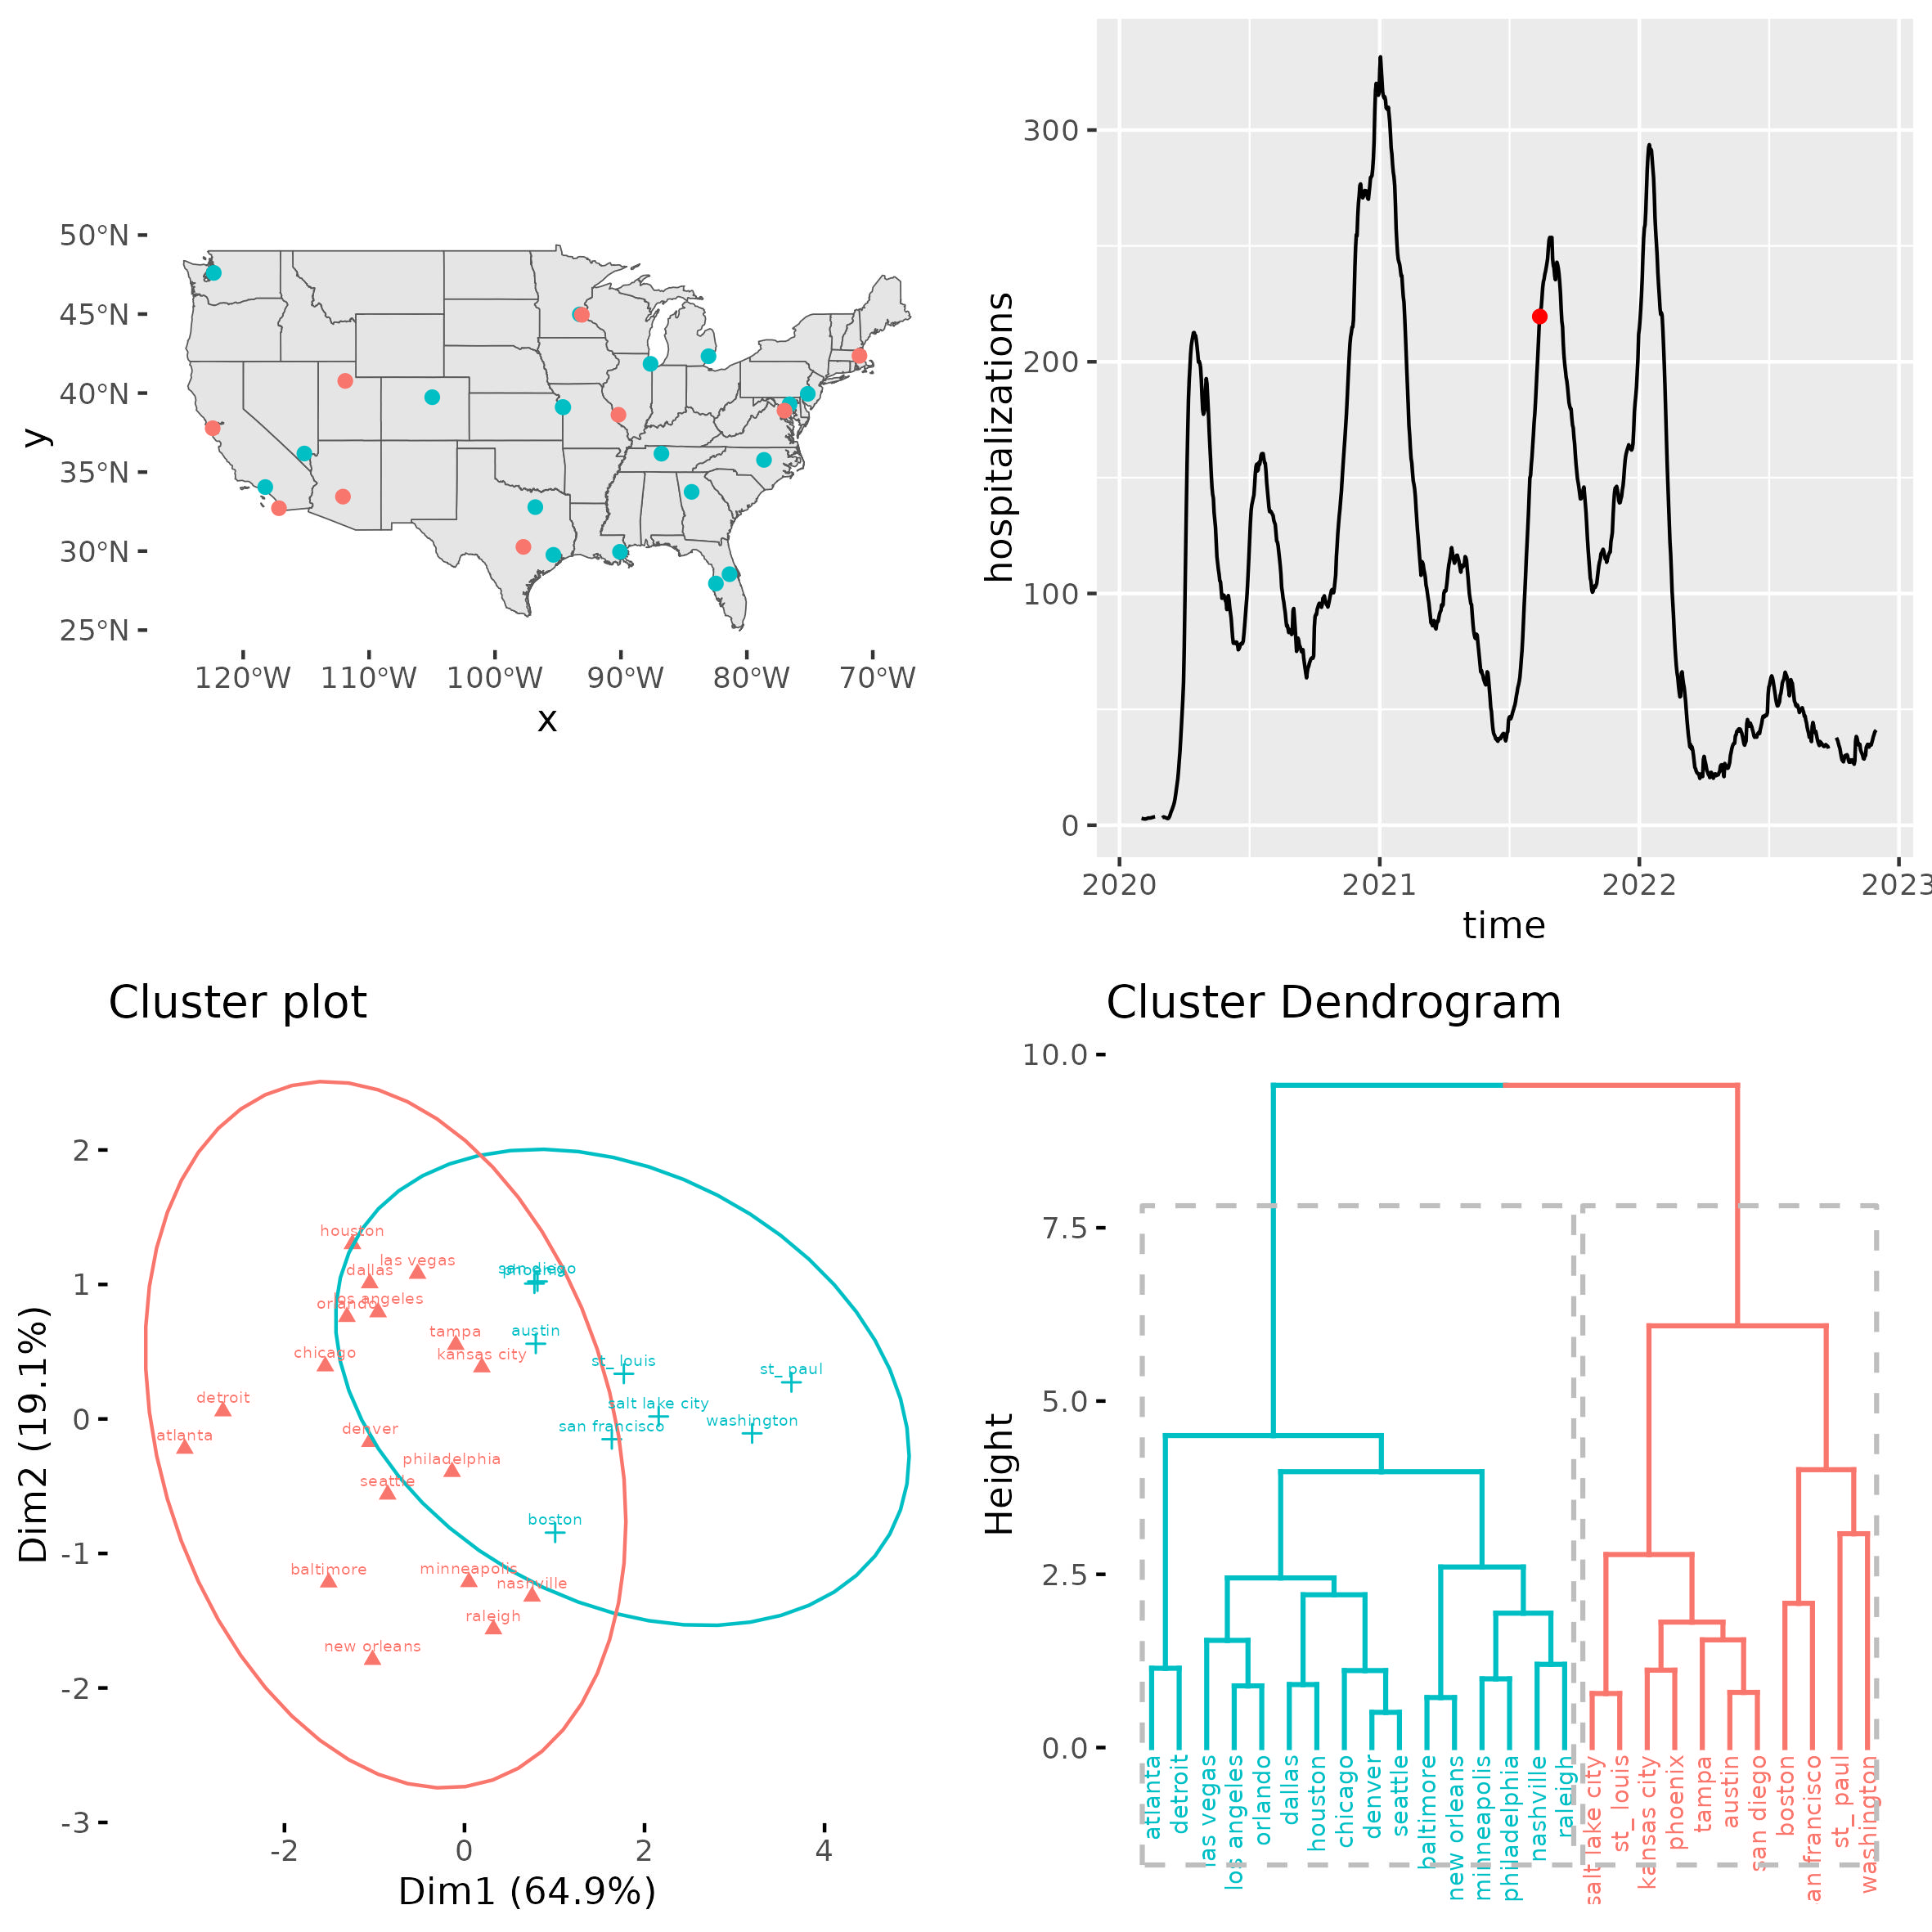 50°N
45°N
40°N
35°N
30°N
25°N
y
120°W 110°W 100°W 90°W 80°W 70°W
x
300
200
100
0
hospitalizations
2020 2021 2022 2023
time
Cluster plot
2
1
0
-1
-2
-3
Dim2 (19.1%)
houston
las vegas
dallas
los angeles
orlando
san diego
phoenix
tampa
austin
kansas city
chicago
st_louis
st_paul
detroit
salt lake city
washington
atlanta
denver
san francisco
philadelphia
seattle
boston
baltimore
minneapolis
nashville
raleigh
new orleans
-2 0 2 4
Dim1 (64.9%)
Cluster Dendrogram
10.0
7.5
5.0
2.5
0.0
Height
atlanta
detroit
las vegas
los angeles
orlando
dallas
houston
chicago
denver
seattle
baltimore
new orleans
minneapolis
philadelphia
nashville
raleigh
salt lake city
st_louis
kansas city
phoenix
tampa
austin
san diego
boston
an francisco
st_paul
washington